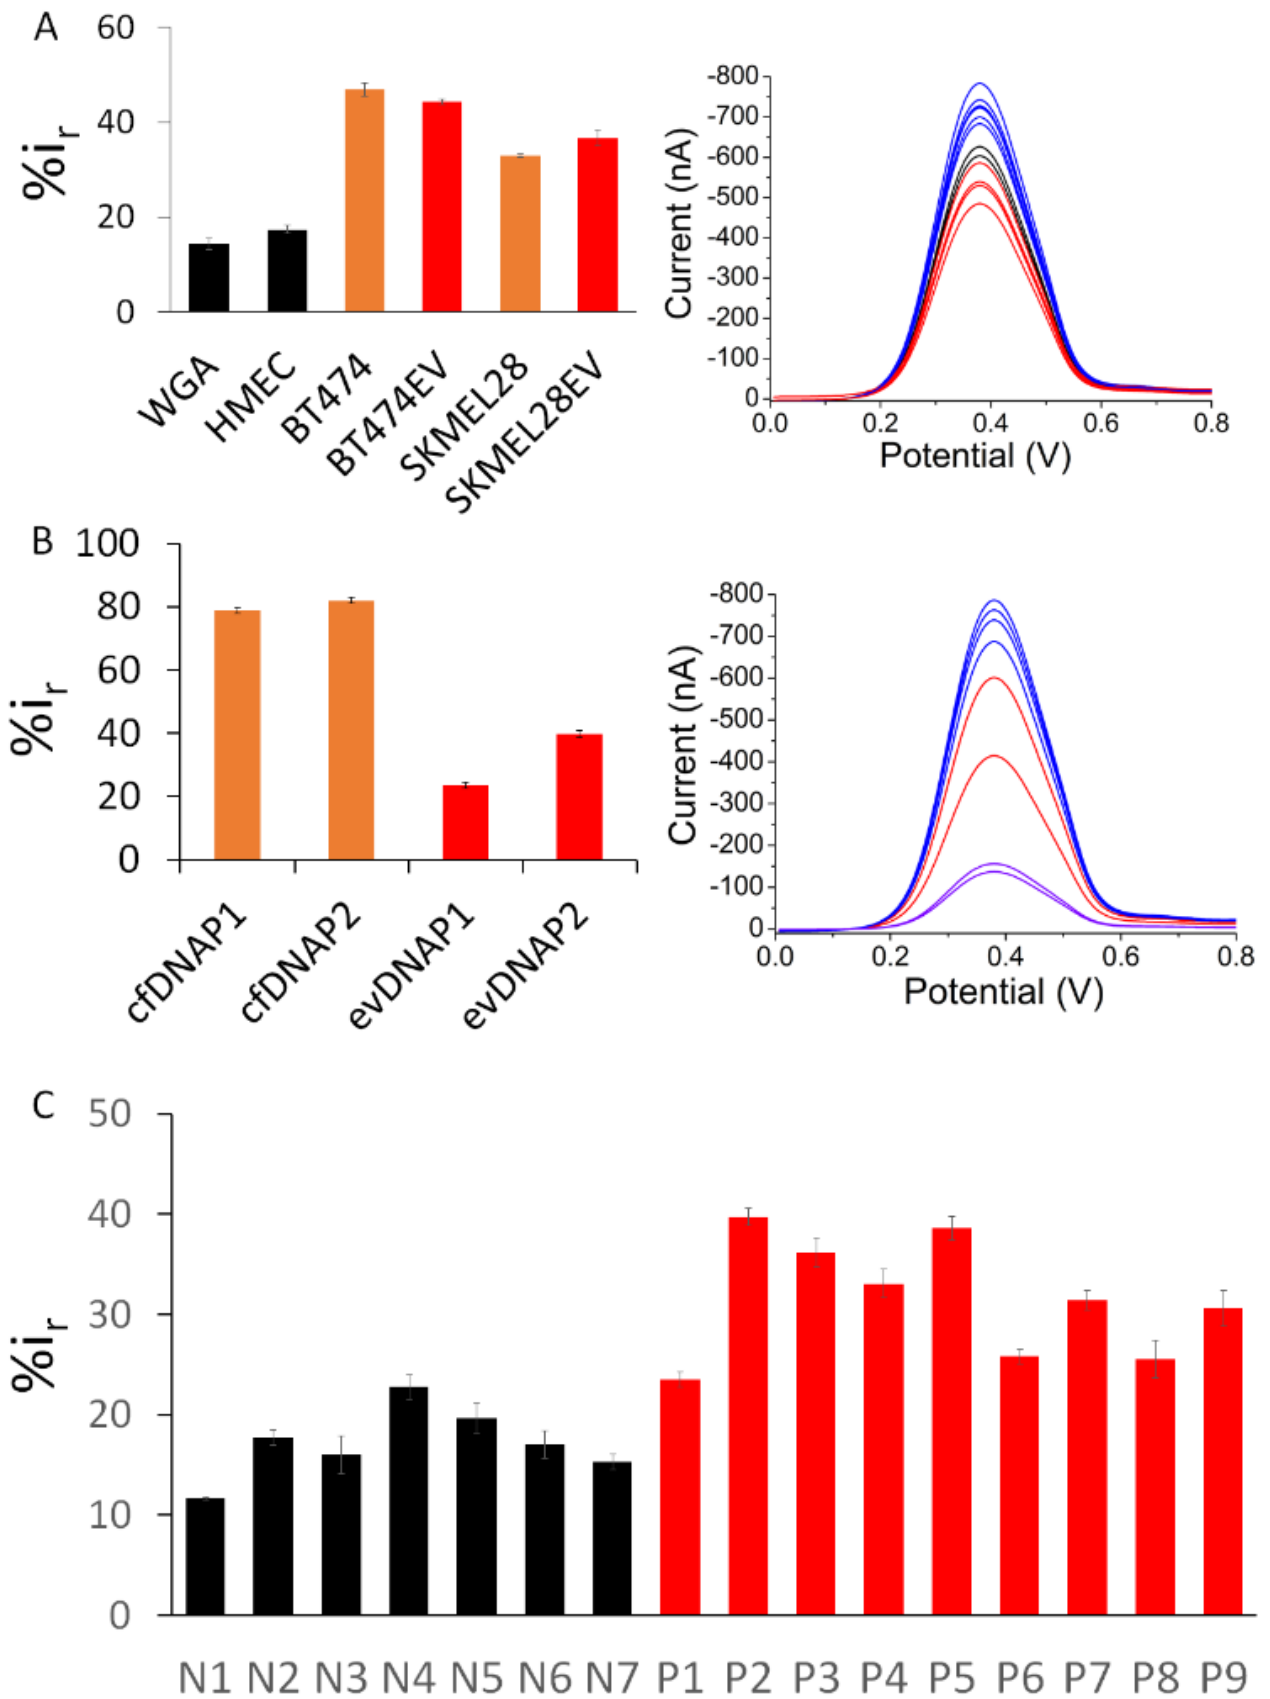 A
60
40
20
0
%ir
WGA
HMEC
BT474
BT474EV
SKMEL28
SKMEL28EV
-800
-700
-600
-500
-400
-300
-200
-100
0
Current (nA)
0.0 0.2 0.4 0.6 0.8
Potential (V)
B
100
80
60
40
20
0
%ir
cfDNAP1
cfDNAP2
evDNAP1
evDNAP2
-800
-700
-600
-500
-400
-300
-200
-100
0
Current (nA)
0.0 0.2 0.4 0.6 0.8
Potential (V)
C
50
40
30
20
10
0
%ir
N1 N2 N3 N4 N5 N6 N7 P1 P2 P3 P4 P5 P6 P7 P8 P9